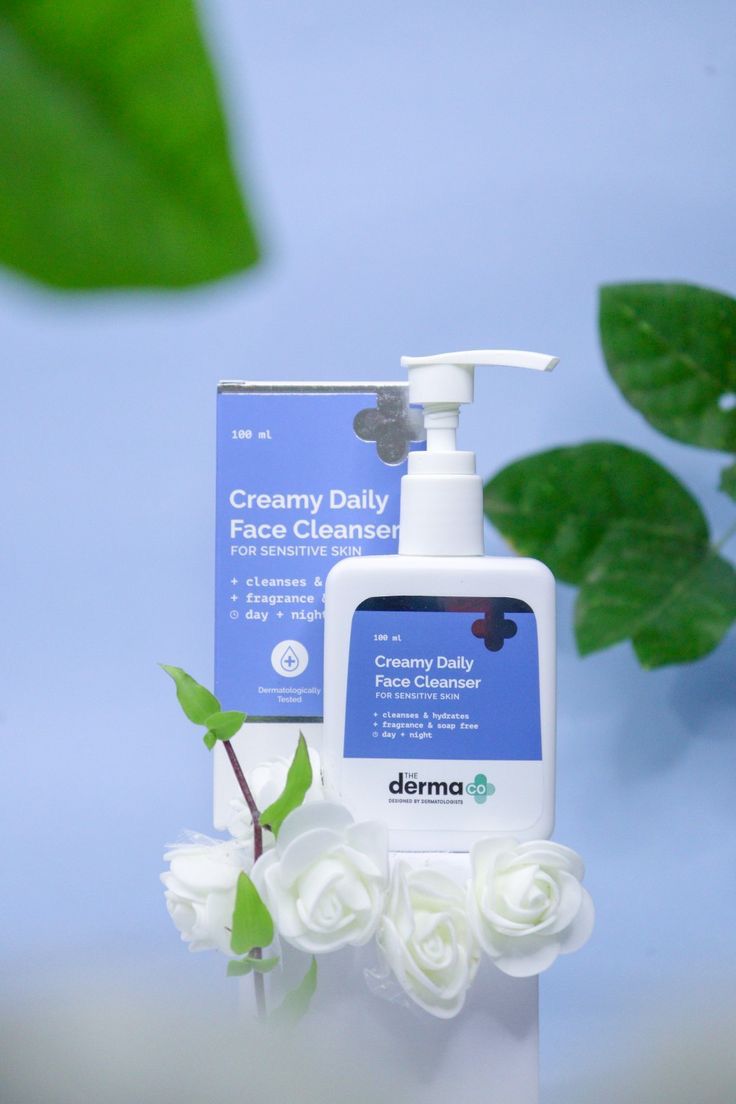 100 ml
Creamy Daily
Face Cleanser
FOR SENSITIVE SKIN
+ cleanses &
+ fragrance
day + night
Dermatologically
Tested
100 ml
Creamy Daily
Face Cleanser
FOR SENSITIVE SKIN
+ cleanses & hydrates
+ fragrance & soap free
day + night
THE
derma co
DESIGNED BY DERMATOLOGISTS